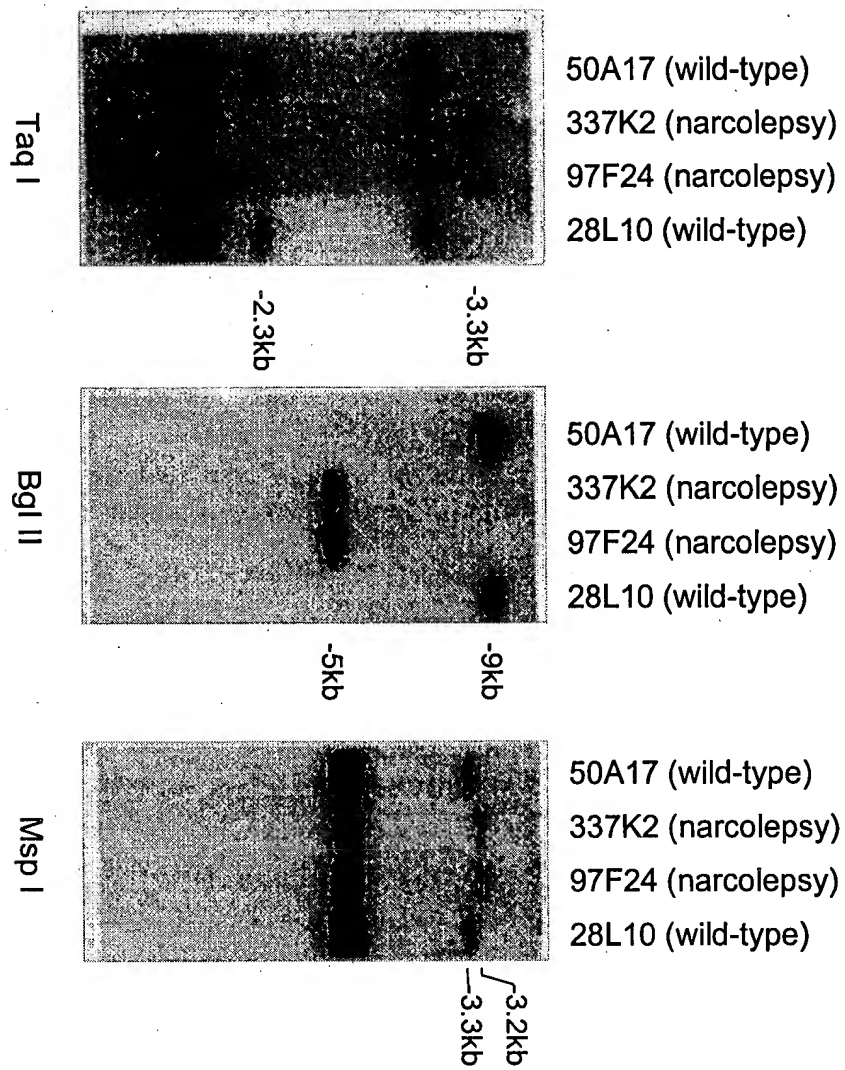 50A17 (wild-type)
337K2 (narcolepsy)
97F24 (narcolepsy)
28L10 (wild-type)
Taq I
-2.3kb
-3.3kb
50A17 (wild-type)
337K2 (narcolepsy)
97F24 (narcolepsy)
28L10 (wild-type)
Bgl II
-5kb
-9kb
50A17 (wild-type)
337K2 (narcolepsy)
97F24 (narcolepsy)
28L10 (wild-type)
Msp I
-3.3kb
-3.2kb